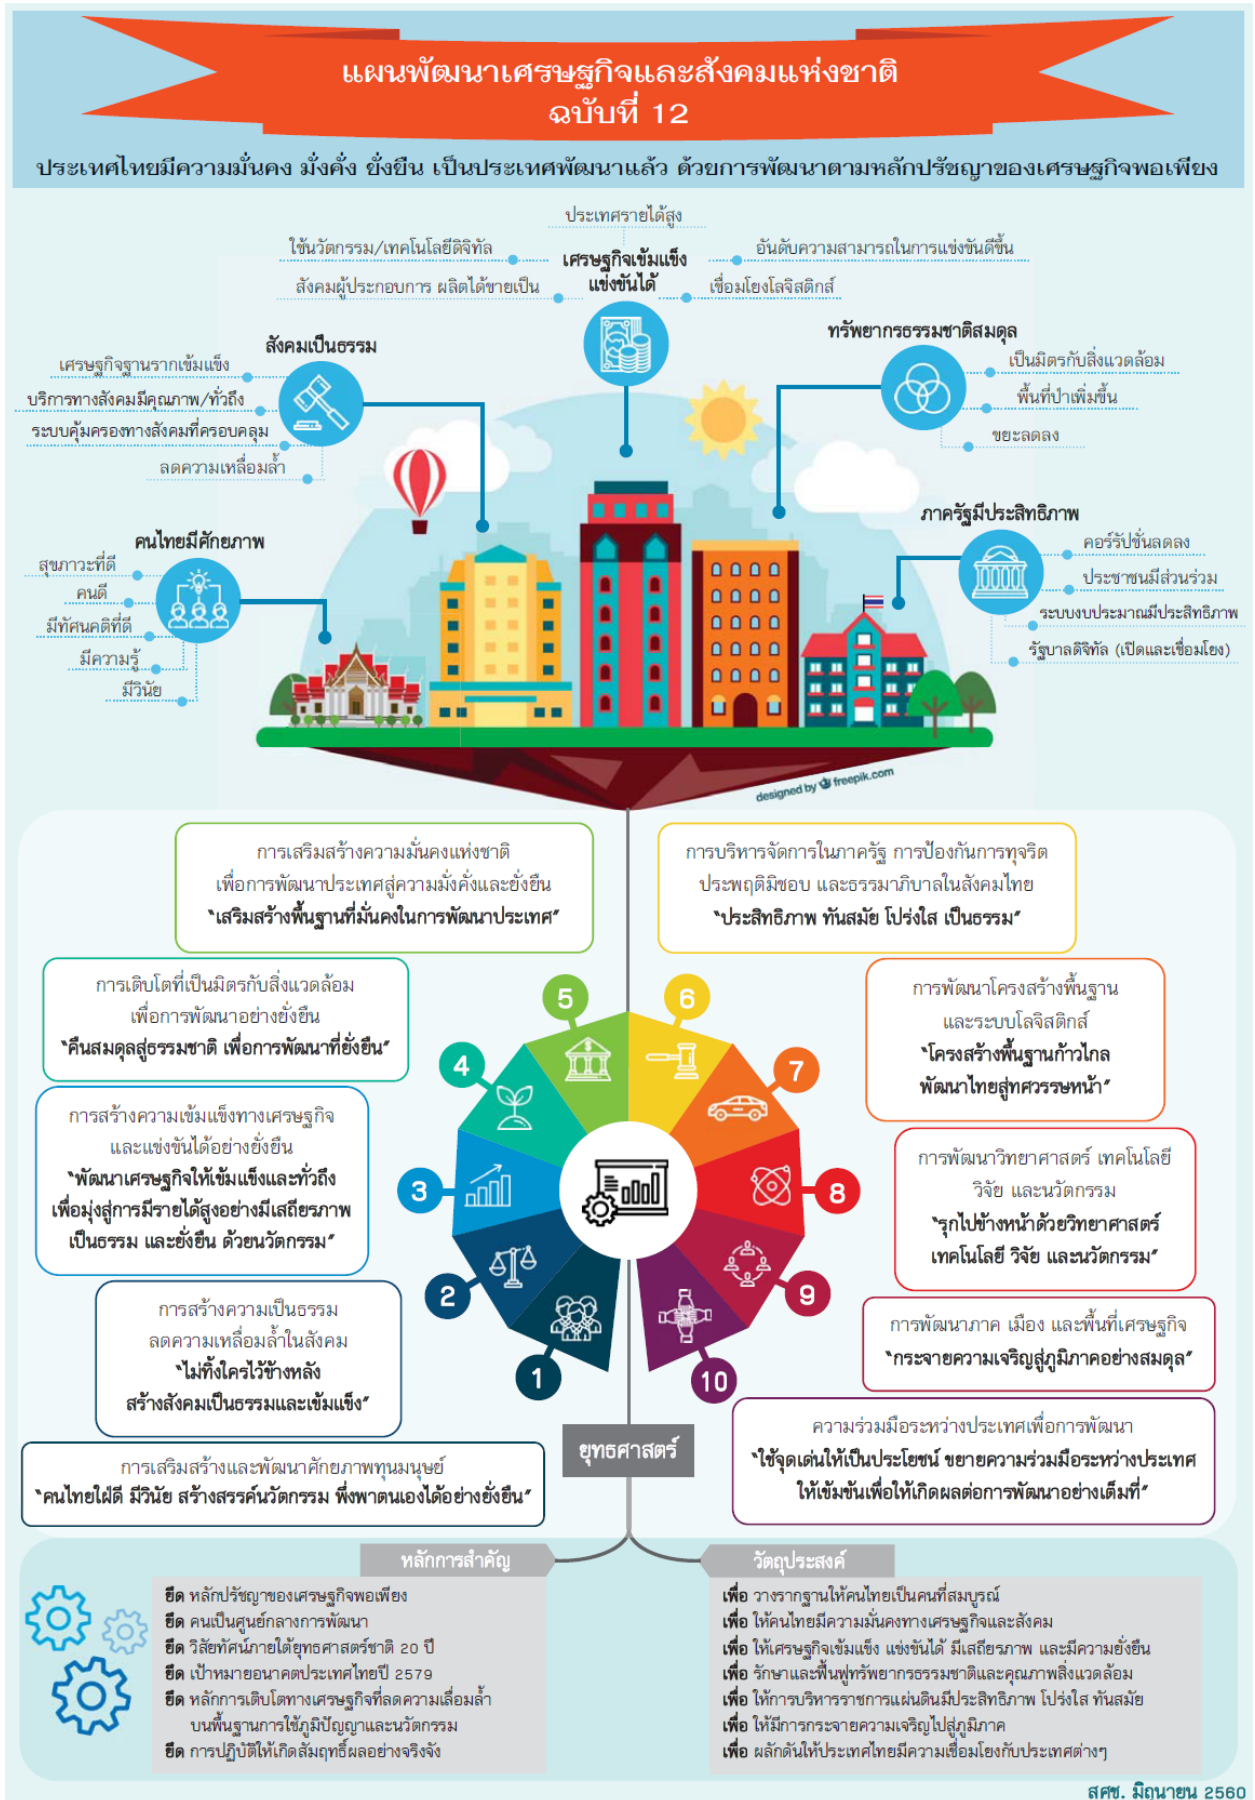 แผนพัฒนาเศรษฐกิจและสังคมแห่งชาติ
ฉบับที่ 12
ประเทศไทยมีความมั่นคง มั่งคั่ง ยั่งยืน เป็นประเทศพัฒนาแล้ว ด้วยการพัฒนาตามหลักปรัชญาของเศรษฐกิจพอเพียง
ประเทศรายได้สูง
ใช้นวัตกรรม/เทคโนโลยีดิจิทัล
เศรษฐกิจเข้มแข็ง
แข่งขันได้
อันดับความสามารถในการแข่งขันดีขึ้น
สังคมผู้ประกอบการ ผลิตได้ขายเป็น
เชื่อมโยงโลจิสติกส์
สังคมเป็นธรรม
เศรษฐกิจฐานรากเข้มแข็ง
บริการทางสังคมมีคุณภาพ/ทั่วถึง
ระบบคุ้มครองทางสังคมที่ครอบคลุม
ลดความเหลื่อมล้ำ
ทรัพยากรธรรมชาติสมดุล
เป็นมิตรกับสิ่งแวดล้อม
พื้นที่ป่าเพิ่มขึ้น
ขยะลดลง
คนไทยมีศักยภาพ
สุขภาวะที่ดี
คนดี
มีทัศนคติที่ดี
มีความรู้
มีวินัย
ภาครัฐมีประสิทธิภาพ
คอร์รัปชั่นลดลง
ประชาชนมีส่วนร่วม
ระบบงบประมาณมีประสิทธิภาพ
รัฐบาลดิจิทัล (เปิดและเชื่อมโยง)
designed by freepik.com
การเสริมสร้างความมั่นคงแห่งชาติ
เพื่อการพัฒนาประเทศสู่ความมั่งคั่งและยั่งยืน
"เสริมสร้างพื้นฐานที่มั่นคงในการพัฒนาประเทศ"
การบริหารจัดการในภาครัฐ การป้องกันการทุจริต
ประพฤติมิชอบ และธรรมาภิบาลในสังคมไทย
"ประสิทธิภาพ ทันสมัย โปร่งใส เป็นธรรม"
การเติบโตที่เป็นมิตรกับสิ่งแวดล้อม
เพื่อการพัฒนาอย่างยั่งยืน
"คืนสมดุลสู่ธรรมชาติ เพื่อการพัฒนาที่ยั่งยืน"
การพัฒนาโครงสร้างพื้นฐาน
และระบบโลจิสติกส์
"โครงสร้างพื้นฐานก้าวไกล
พัฒนาไทยสู่ทศวรรษหน้า"
การสร้างความเข้มแข็งทางเศรษฐกิจ
และแข่งขันได้อย่างยั่งยืน
"พัฒนาเศรษฐกิจให้เข้มแข็งและทั่วถึง
เพื่อมุ่งสู่การมีรายได้สูงอย่างมีเสถียรภาพ
เป็นธรรม และยั่งยืน ด้วยนวัตกรรม"
การพัฒนาวิทยาศาสตร์ เทคโนโลยี
วิจัย และนวัตกรรม
"รุกไปข้างหน้าด้วยวิทยาศาสตร์
เทคโนโลยี วิจัย และนวัตกรรม"
การสร้างความเป็นธรรม
ลดความเหลื่อมล้ำในสังคม
"ไม่ทิ้งใครไว้ข้างหลัง
สร้างสังคมเป็นธรรมและเข้มแข็ง"
การพัฒนาภาค เมือง และพื้นที่เศรษฐกิจ
"กระจายความเจริญสู่ภูมิภาคอย่างสมดุล"
การเสริมสร้างและพัฒนาศักยภาพทุนมนุษย์
"คนไทยใฝ่ดี มีวินัย สร้างสรรค์นวัตกรรม พึ่งพาตนเองได้อย่างยั่งยืน"
ความร่วมมือระหว่างประเทศเพื่อการพัฒนา
"ใช้จุดเด่นให้เป็นประโยชน์ ขยายความร่วมมือระหว่างประเทศ
ให้เข้มข้นเพื่อให้เกิดผลต่อการพัฒนาอย่างเต็มที่"
1
2
3
4
5
6
7
8
9
10
ยุทธศาสตร์
หลักการสำคัญ
ยึด หลักปรัชญาของเศรษฐกิจพอเพียง
ยึด คนเป็นศูนย์กลางการพัฒนา
ยึด วิสัยทัศน์ภายใต้ยุทธศาสตร์ชาติ 20 ปี
ยึด เป้าหมายอนาคตประเทศไทยปี 2579
ยึด หลักการเติบโตทางเศรษฐกิจที่ลดความเลื่อมล้ำ
บนพื้นฐานการใช้ภูมิปัญญาและนวัตกรรม
ยึด การปฏิบัติให้เกิดสัมฤทธิ์ผลอย่างจริงจัง
วัตถุประสงค์
เพื่อ วางรากฐานให้คนไทยเป็นคนที่สมบูรณ์
เพื่อ ให้คนไทยมีความมั่นคงทางเศรษฐกิจและสังคม
เพื่อ ให้เศรษฐกิจเข้มแข็ง แข่งขันได้ มีเสถียรภาพ และมีความยั่งยืน
เพื่อ รักษาและฟื้นฟูทรัพยากรธรรมชาติและคุณภาพสิ่งแวดล้อม
เพื่อ ให้การบริหารราชการแผ่นดินมีประสิทธิภาพ โปร่งใส ทันสมัย
เพื่อ ให้มีการกระจายความเจริญไปสู่ภูมิภาค
เพื่อ ผลักดันให้ประเทศไทยมีความเชื่อมโยงกับประเทศต่างๆ
สศช. มิถุนายน 2560